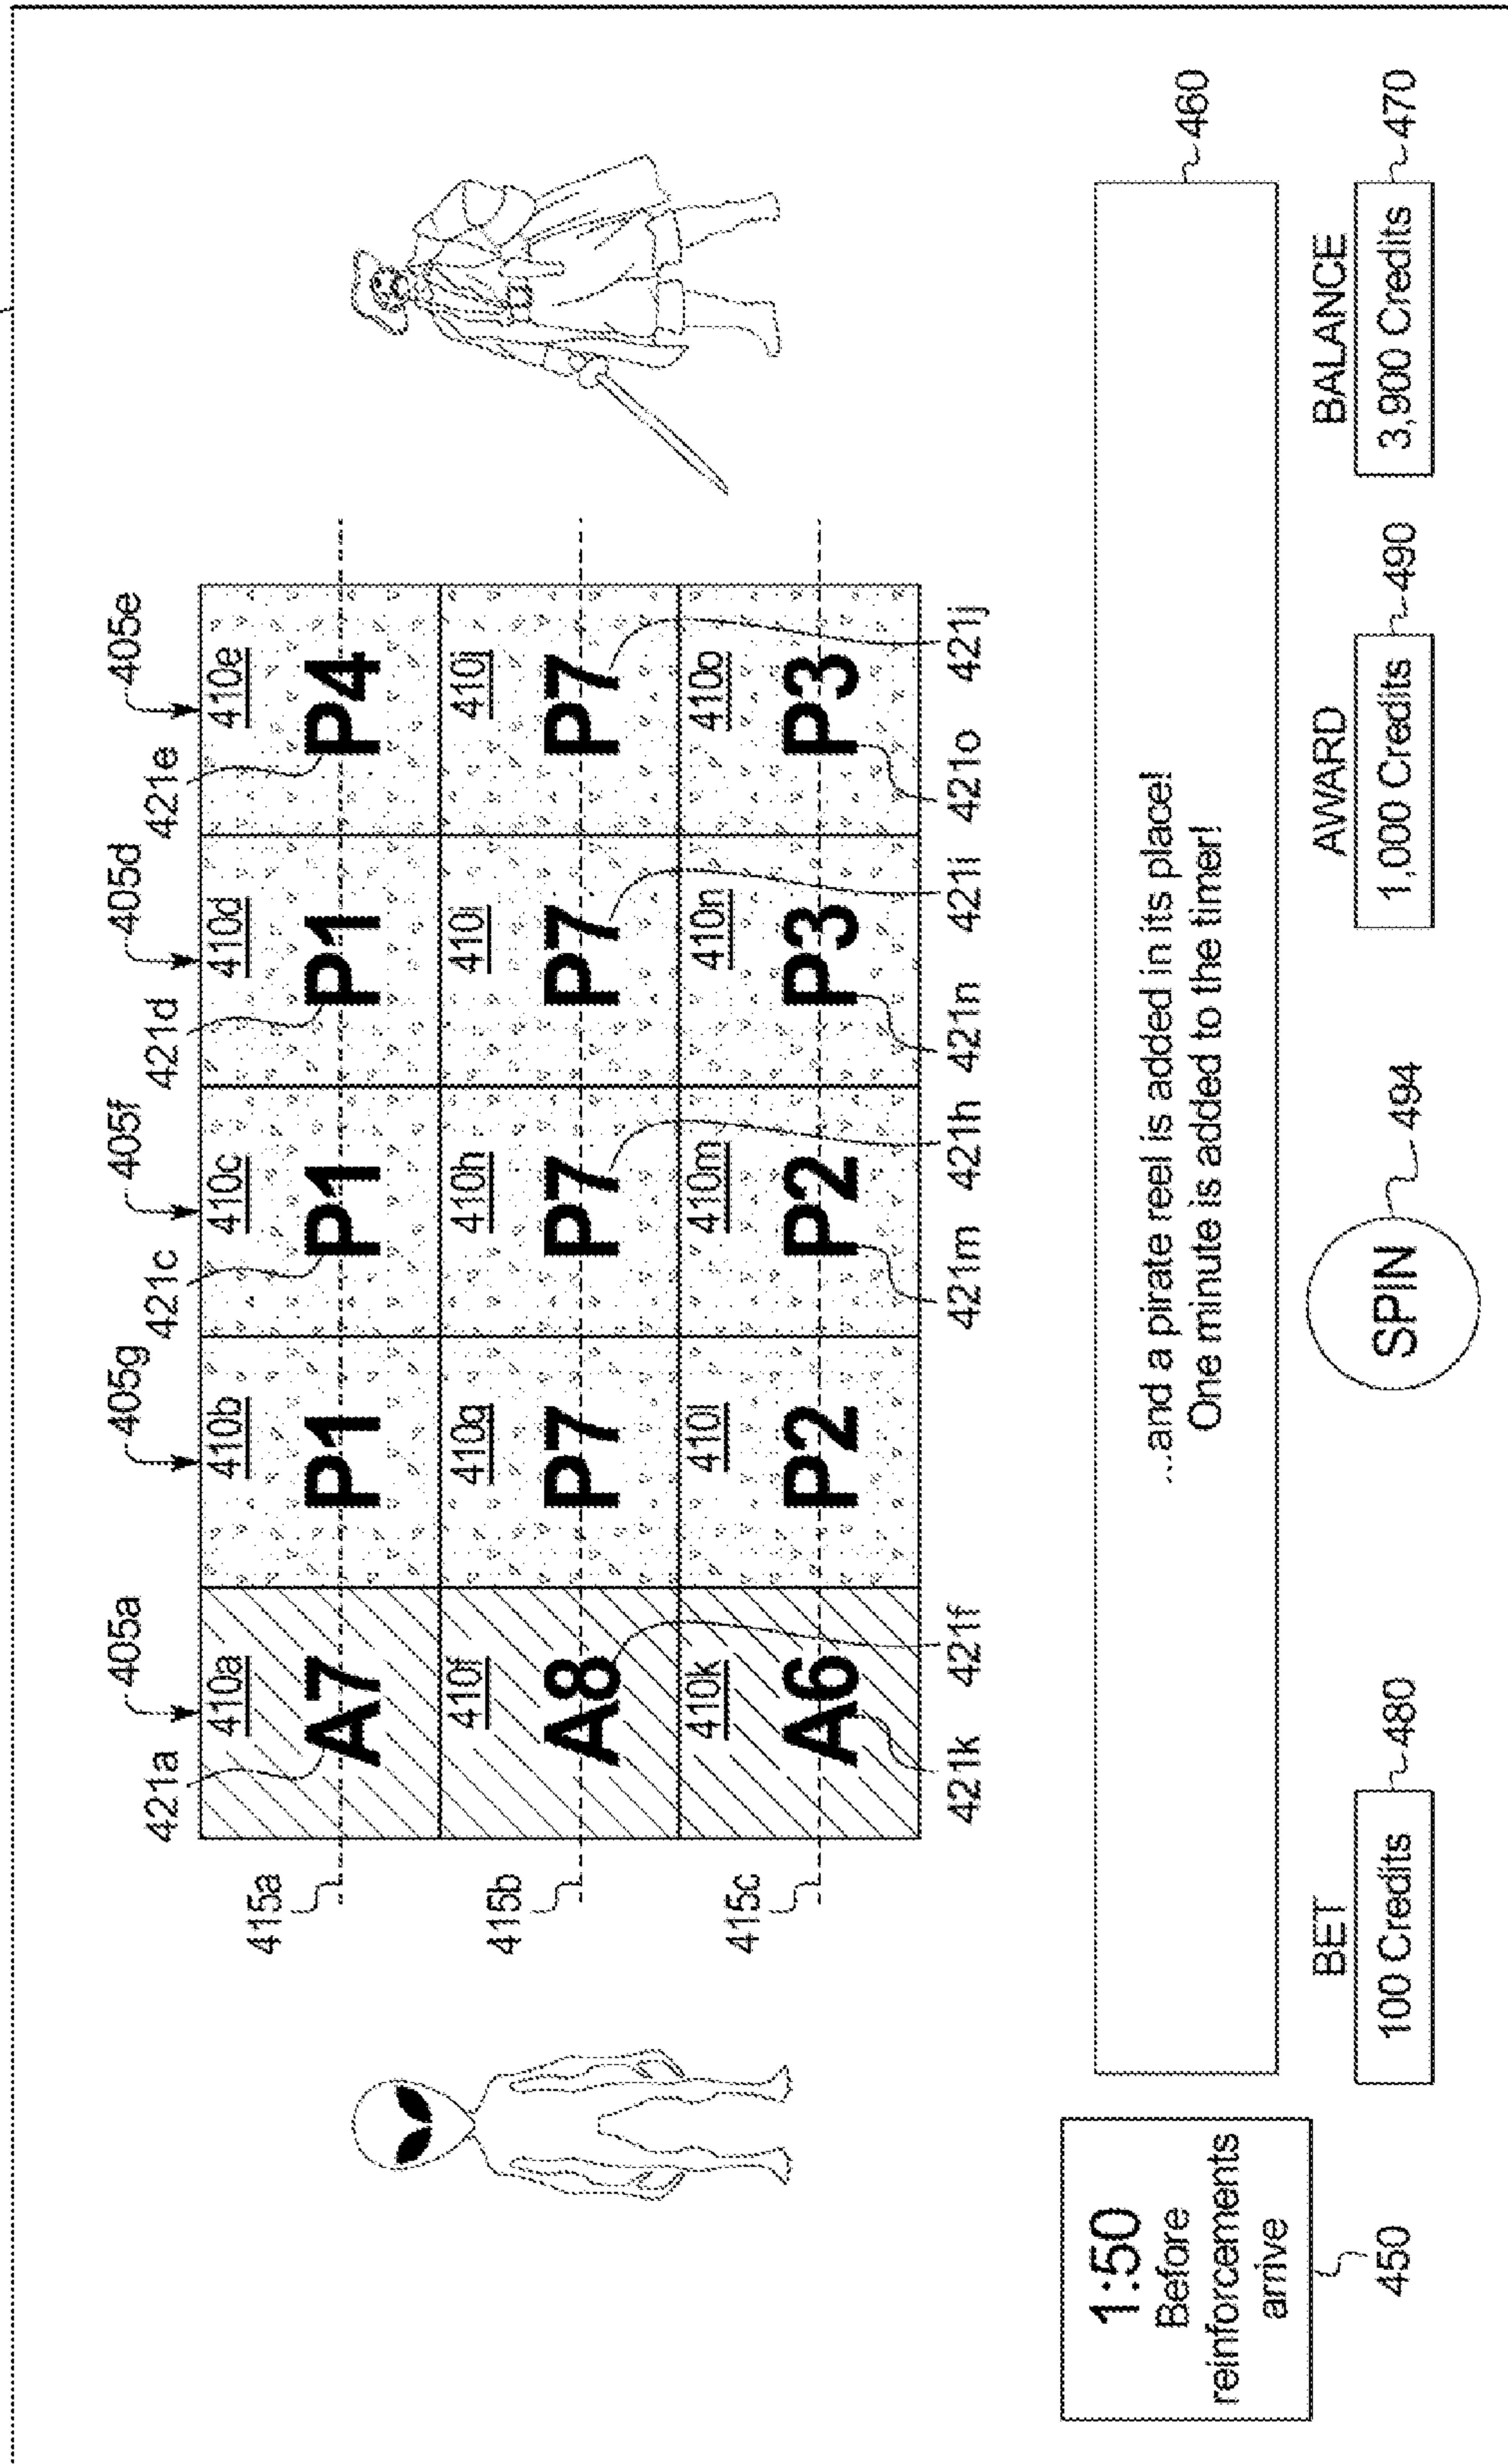 405a 405g 405f 405d 405e
421a 421c 421d 421e
410a 410b 410c 410d 410e
415a A7 P1 P1 P1 P4
410f 410g 410h 410i 410j
415b A8 P7 P7 P7 P7
410k 410l 410m 410n 410o
415c A6 P2 P2 P3 P3
421k 421f 421m 421h 421n 421i 421o 421j
1:50
Before
reinforcements
arrive
450
...and a pirate reel is added in its place!
One minute is added to the timer!
460
BET AWARD BALANCE
100 Credits 480 SPIN 494 1,000 Credits 490 3,900 Credits 470